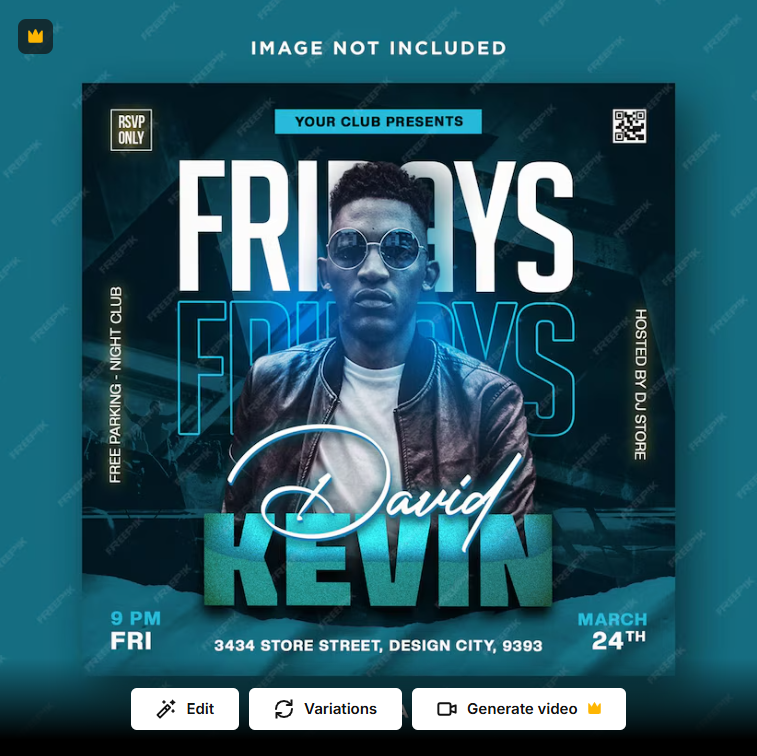 IMAGE NOT INCLUDED
RSVP
ONLY
YOUR CLUB PRESENTS
FRIDAYS
FRIDAYS
FREE PARKING - NIGHT CLUB
HOSTED BY DJ STORE
David
KEVIN
9 PM
FRI
3434 STORE STREET, DESIGN CITY, 9393
MARCH
24TH
Edit
Variations
Generate video
FREEPIK